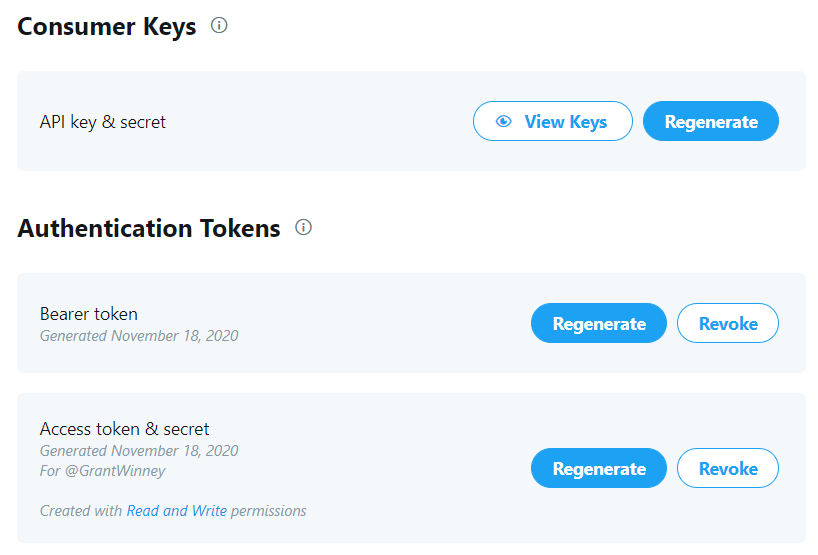 Consumer Keys
API key & secret
View Keys
Regenerate
Authentication Tokens
Bearer token
Generated November 18, 2020
Regenerate
Revoke
Access token & secret
Generated November 18, 2020
For @GrantWinney
Regenerate
Revoke
Created with Read and Write permissions